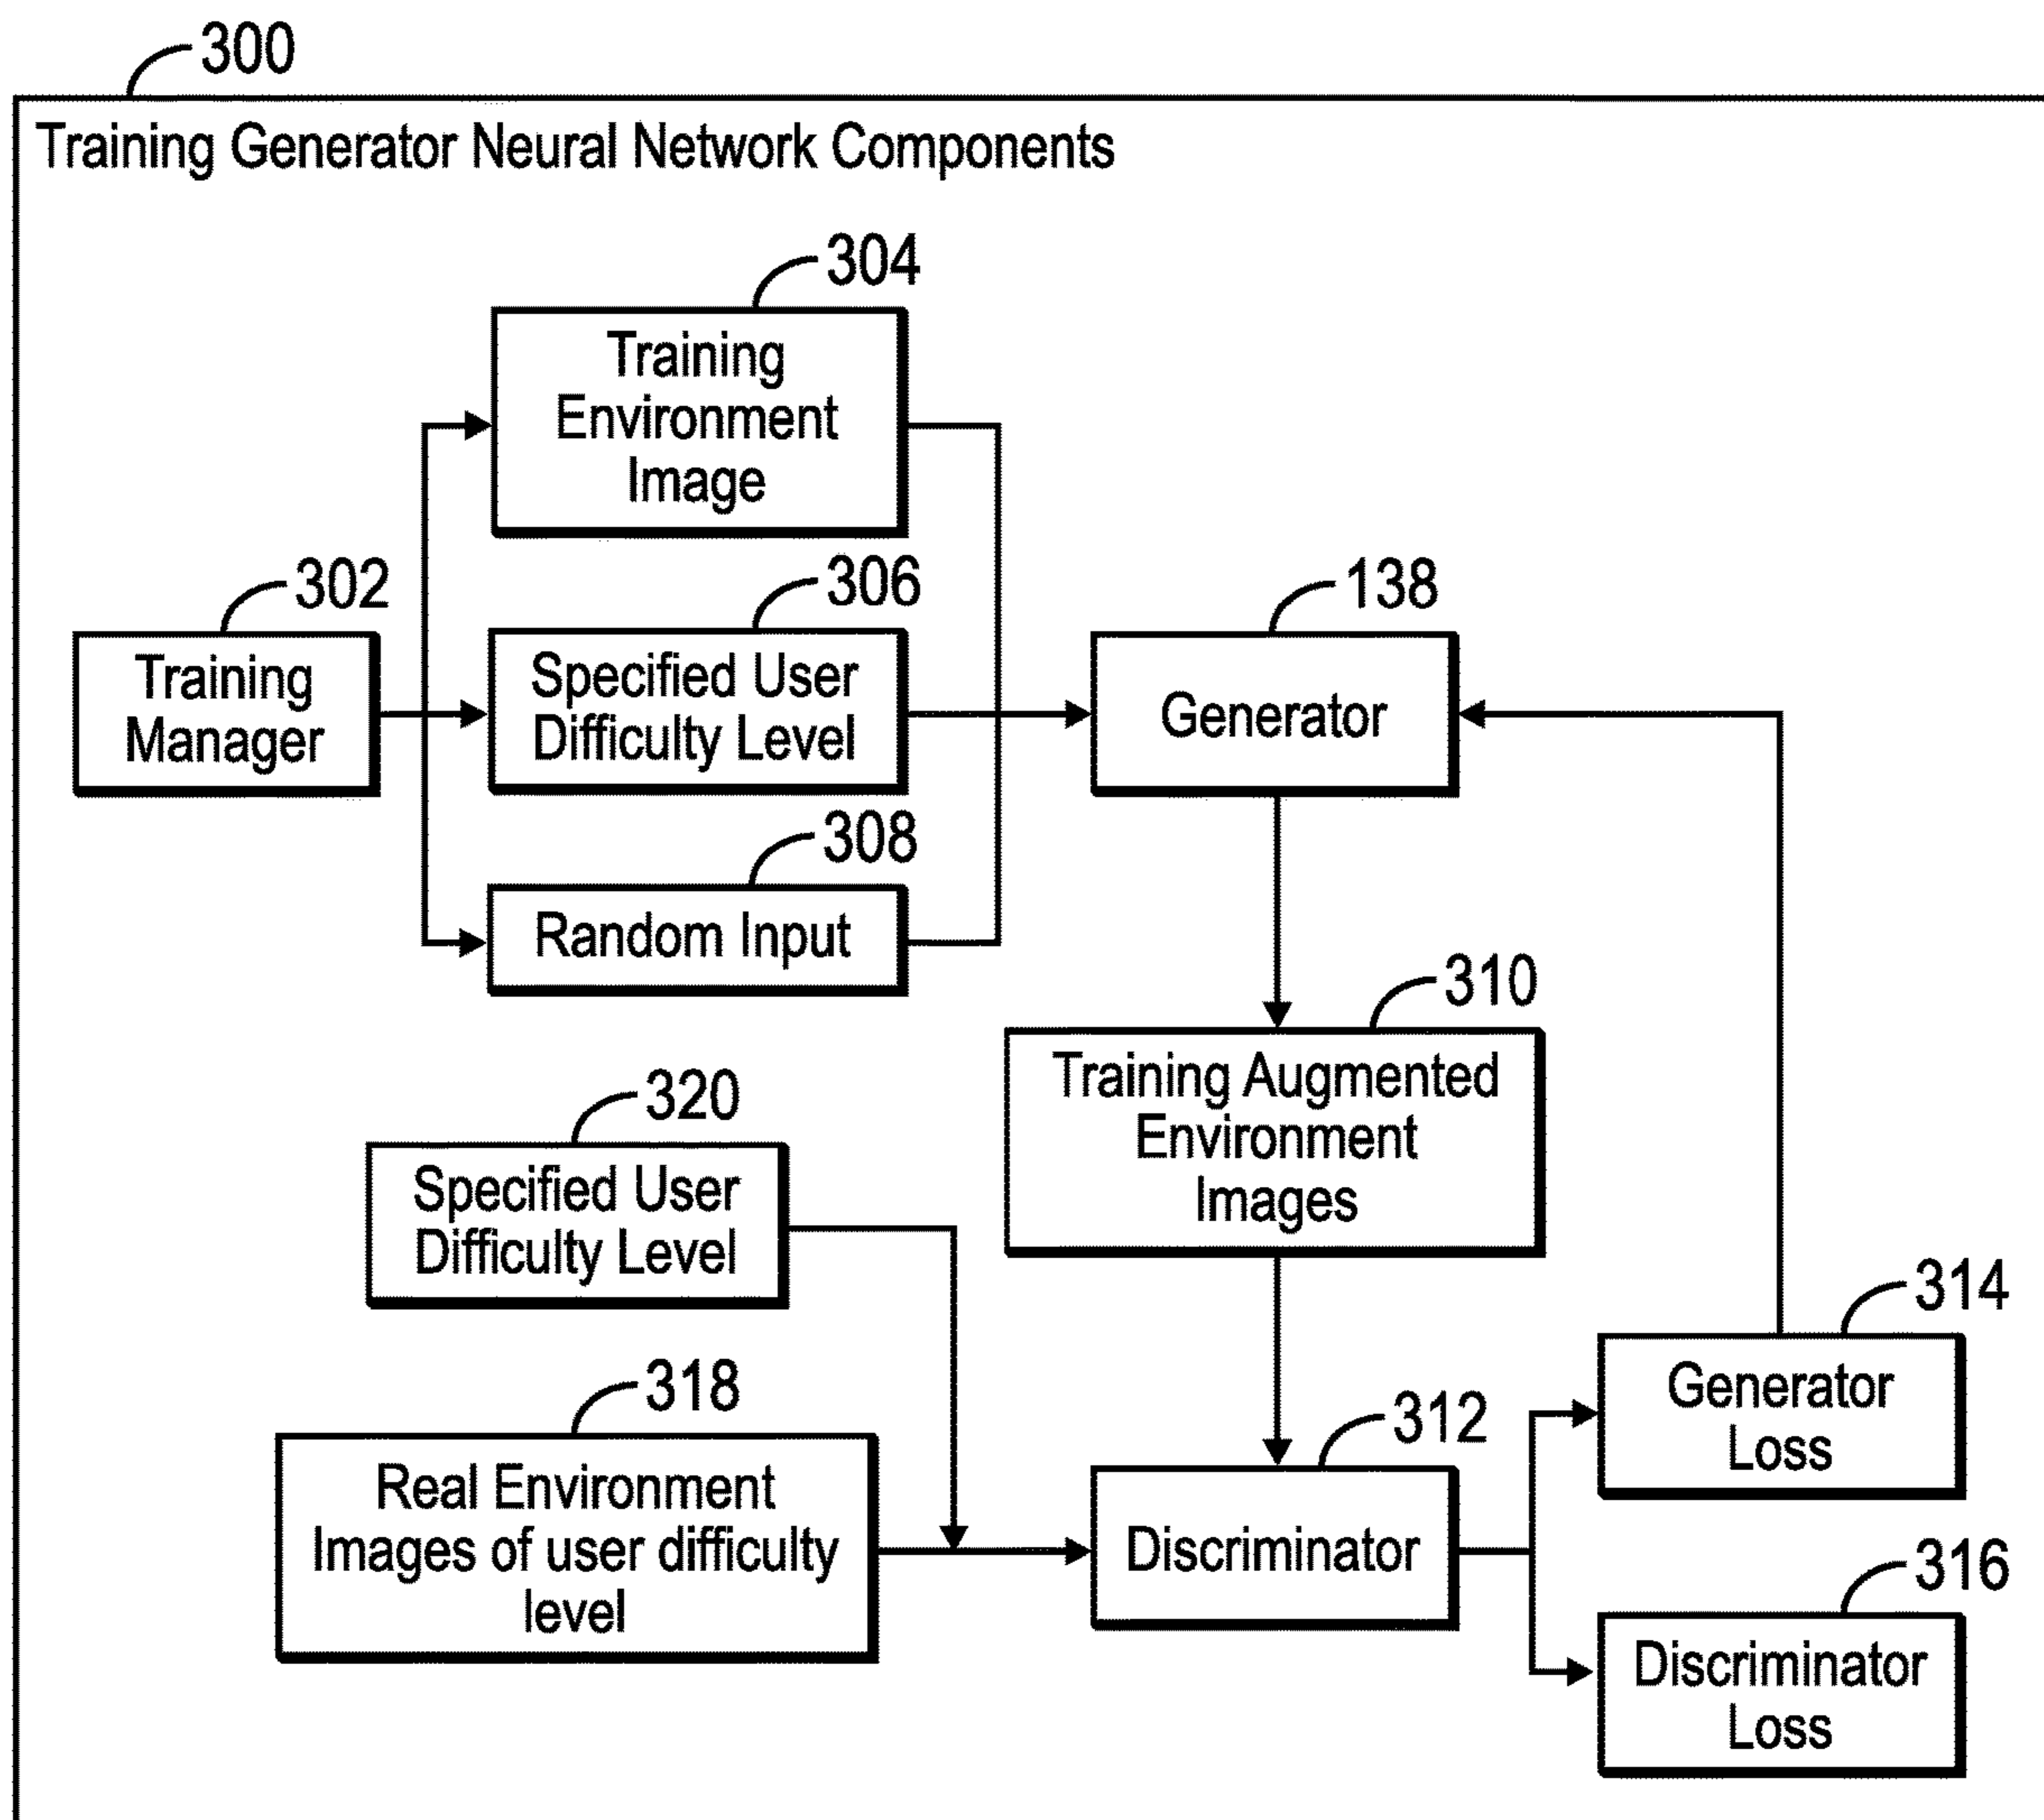 300
Training Generator Neural Network Components
304
Training
Environment
Image
302
Training
Manager
306
Specified User
Difficulty Level
138
Generator
308
Random Input
310
Training Augmented
Environment
Images
320
Specified User
Difficulty Level
318
Real Environment
Images of user difficulty
level
312
Discriminator
314
Generator
Loss
316
Discriminator
Loss